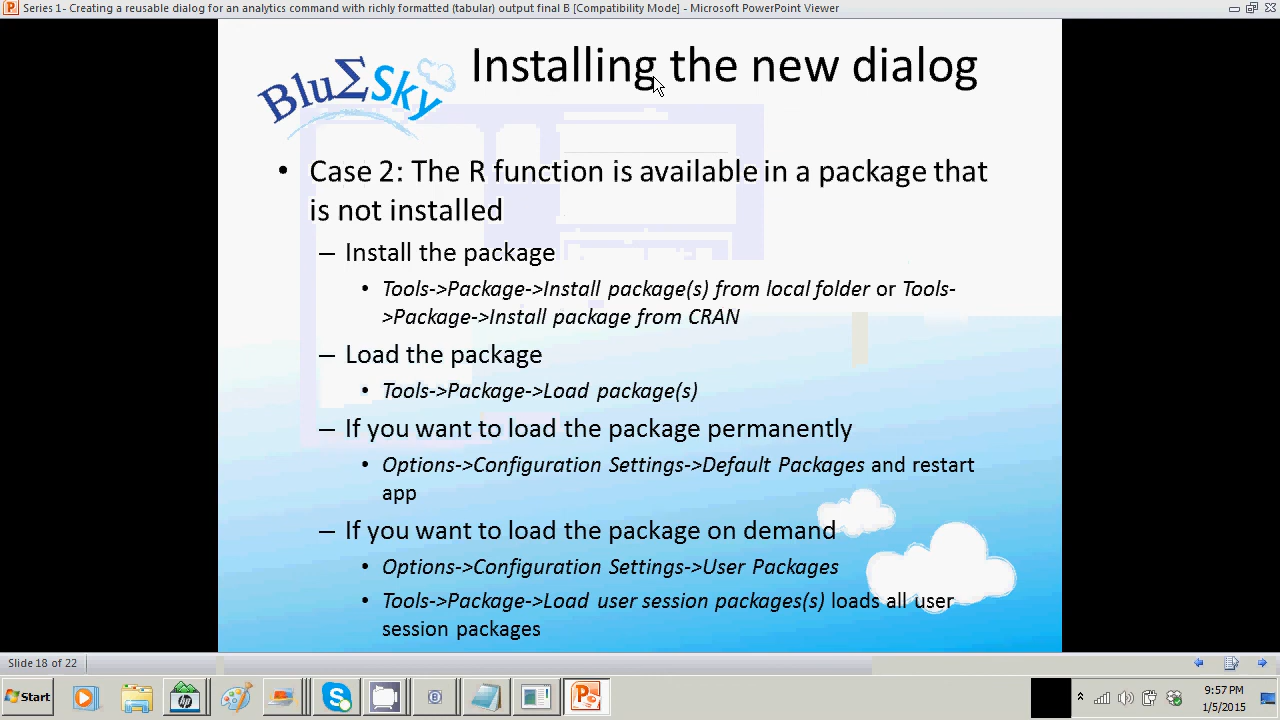 Series 1- Creating a reusable dialog for an analytics command with richly formatted (tabular) output final B [Compatibility Mode] - Microsoft PowerPoint Viewer
BluΣSky
Installing the new dialog
• Case 2: The R function is available in a package that
is not installed
– Install the package
• Tools->Package->Install package(s) from local folder or Tools-
>Package->Install package from CRAN
– Load the package
• Tools->Package->Load package(s)
– If you want to load the package permanently
• Options->Configuration Settings->Default Packages and restart
app
– If you want to load the package on demand
• Options->Configuration Settings->User Packages
• Tools->Package->Load user session packages(s) loads all user
session packages
Slide 18 of 22
Start
9:57 PM
1/5/2015